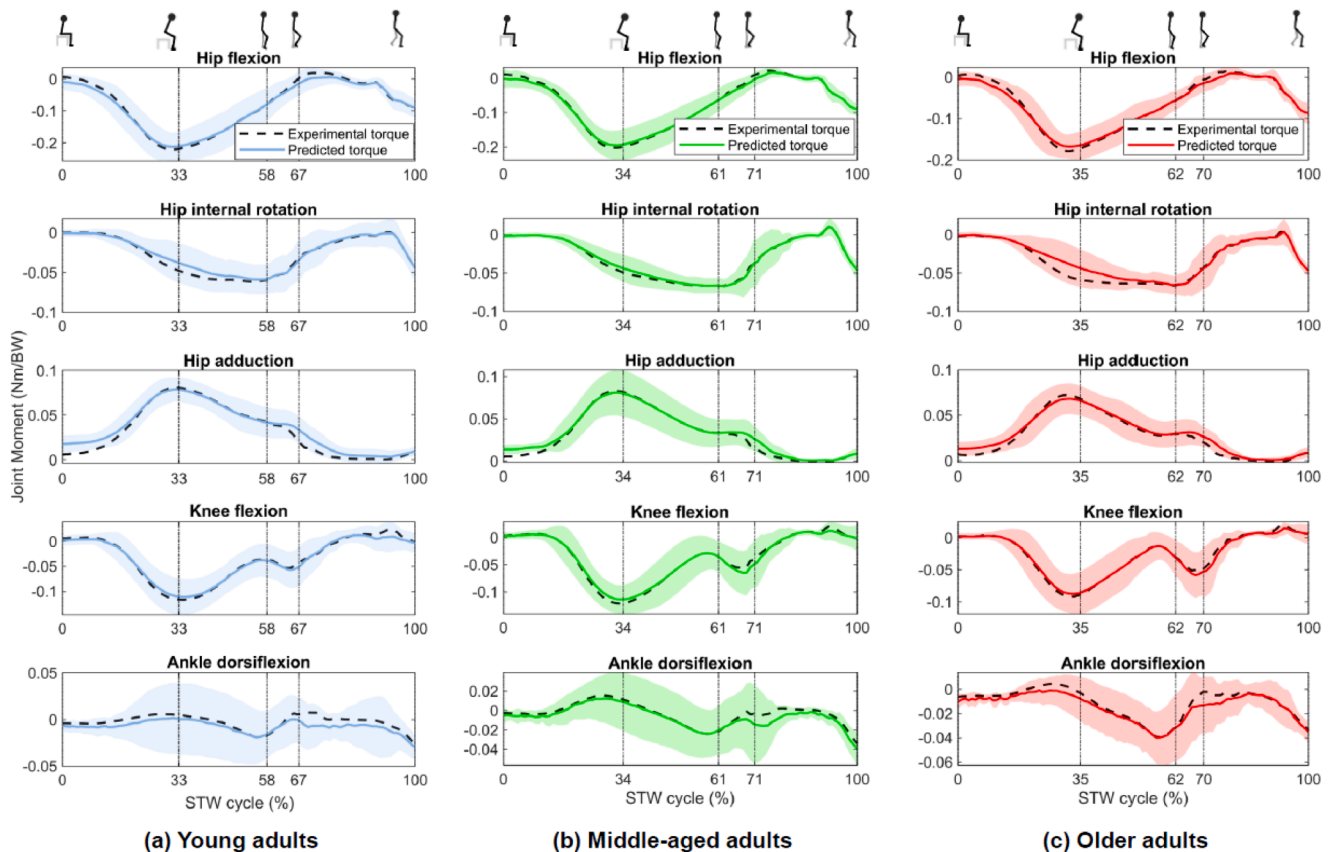 Hip flexion
0
-0.1
-0.2
Experimental torque
Predicted torque
0 33 58 67 100
Hip internal rotation
0
-0.05
-0.1
0 33 58 67 100
Hip adduction
0.1
0.05
0
0 33 58 67 100
Knee flexion
0
-0.05
-0.1
0 33 58 67 100
Ankle dorsiflexion
0.05
0
-0.05
0 33 58 67 100
Joint Moment (Nm/BW)
STW cycle (%)
(a) Young adults
Hip flexion
0
-0.1
-0.2
Experimental torque
Predicted torque
0 34 61 71 100
Hip internal rotation
0
-0.05
-0.1
0 34 61 71 100
Hip adduction
0.1
0.05
0
0 34 61 71 100
Knee flexion
0
-0.05
-0.1
0 34 61 71 100
Ankle dorsiflexion
0.02
0
-0.02
-0.04
0 34 61 71 100
STW cycle (%)
(b) Middle-aged adults
Hip flexion
0
-0.1
-0.2
Experimental torque
Predicted torque
0 35 62 70 100
Hip internal rotation
0
-0.05
-0.1
0 35 62 70 100
Hip adduction
0.1
0.05
0
0 35 62 70 100
Knee flexion
0
-0.05
-0.1
0 35 62 70 100
Ankle dorsiflexion
0
-0.02
-0.04
-0.06
0 35 62 70 100
STW cycle (%)
(c) Older adults